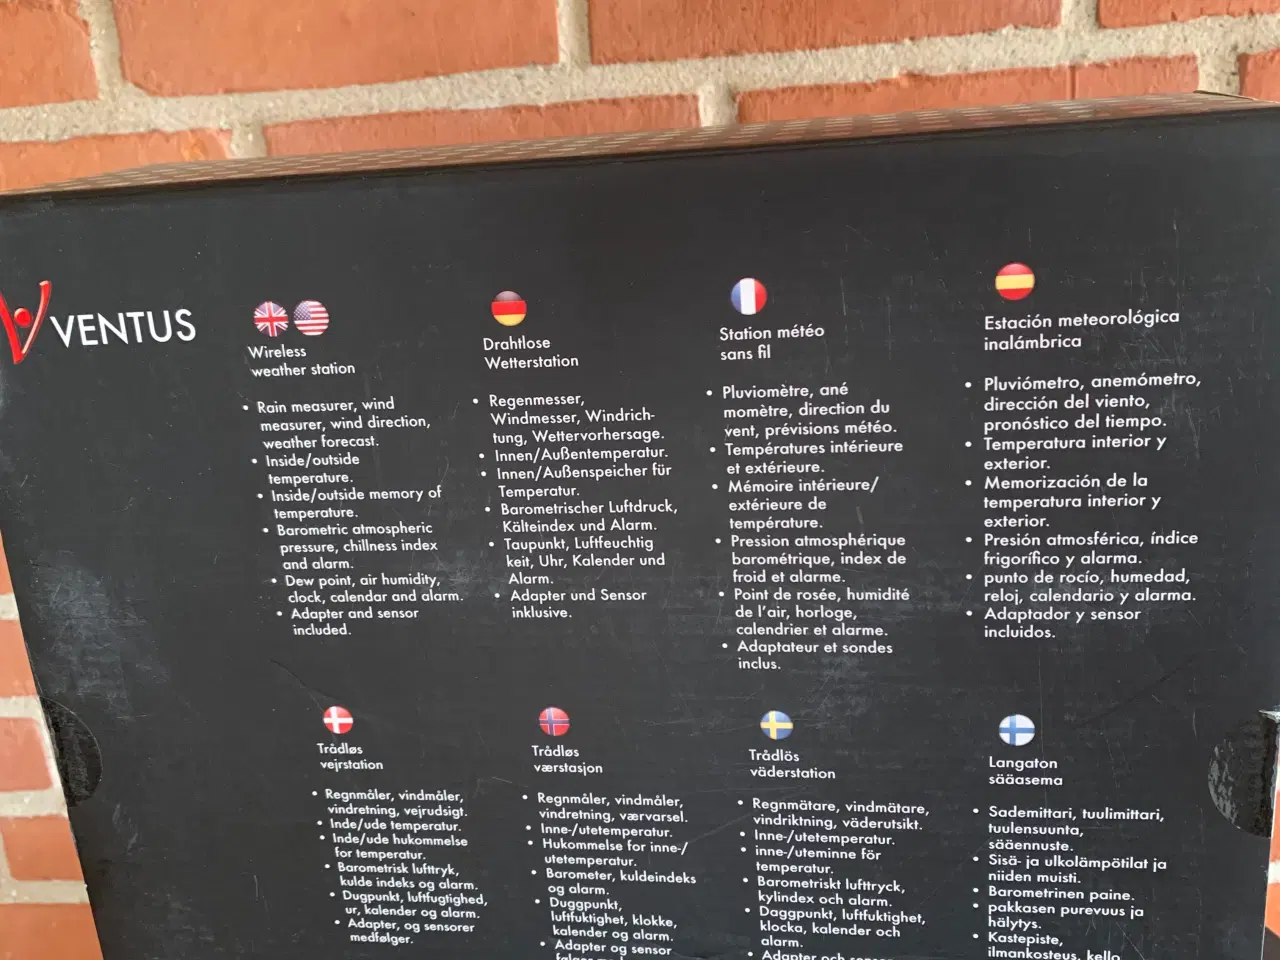 VENTUS
Wireless
weather station
• Rain measurer, wind
measurer, wind direction,
weather forecast.
• Inside/outside
temperature.
• Inside/outside memory of
temperature.
• Barometric atmospheric
pressure, chillness index
and alarm.
• Dew point, air humidity,
clock, calendar and alarm.
• Adapter and sensor
included.
Drahtlose
Wetterstation
• Regenmesser,
Windmesser, Windrich-
tung, Wettervorhersage.
• Innen/Außentemperatur.
• Innen/Außenspeicher für
Temperatur.
• Barometrischer Luftdruck,
Kälteindex und Alarm.
• Taupunkt, Luftfeuchtig
keit, Uhr, Kalender und
Alarm.
• Adapter und Sensor
inklusive.
Station météo
sans fil
• Pluviomètre, ané
momètre, direction du
vent, prévisions météo.
• Températures intérieure
et extérieure.
• Mémoire intérieure/
extérieure de
température.
• Pression atmosphérique
barométrique, index de
froid et alarme.
• Point de rosée, humidité
de l'air, horloge,
calendrier et alarme.
• Adaptateur et sondes
inclus.
Estación meteorológica
inalámbrica
• Pluviómetro, anemómetro,
dirección del viento,
pronóstico del tiempo.
• Temperatura interior y
exterior.
• Memorización de la
temperatura interior y
exterior.
• Presión atmosférica, índice
frigorífico y alarma.
• punto de rocío, humedad,
reloj, calendario y alarma.
• Adaptador y sensor
incluidos.
Trådløs
vejrstation
• Regnmåler, vindmåler,
vindretning, vejrudsigt.
• Inde/ude temperatur.
• Inde/ude hukommelse
for temperatur.
• Barometrisk lufttryk,
kulde indeks og alarm.
• Dugpunkt, luftfugtighed,
ur, kalender og alarm.
• Adapter, og sensorer
medfølger.
Trådløs
værstasjon
• Regnmåler, vindmåler,
vindretning, værvarsel.
• Inne-/utetemperatur.
• Hukommelse for inne-/
utetemperatur.
• Barometer, kuldeindeks
og alarm.
• Duggpunkt,
luftfuktighet, klokke,
kalender og alarm.
• Adapter og sensor
Trådlös
väderstation
• Regnmätare, vindmätare,
vindriktning, väderutsikt.
• Inne-/utetemperatur.
• inne-/uteminne för
temperatur.
• Barometriskt lufttryck,
kylindex och alarm.
• Daggpunkt, luftfuktighet,
klocka, kalender och
alarm.
• Adapter och
Langaton
sääasema
• Sademittari, tuulimittari,
tuulensuunta,
sääennuste.
• Sisä- ja ulkolämpötilat ja
niiden muisti.
• Barometrinen paine.
• pakkasen purevuus ja
hälytys.
• Kastepiste,
ilmankosteus, kello